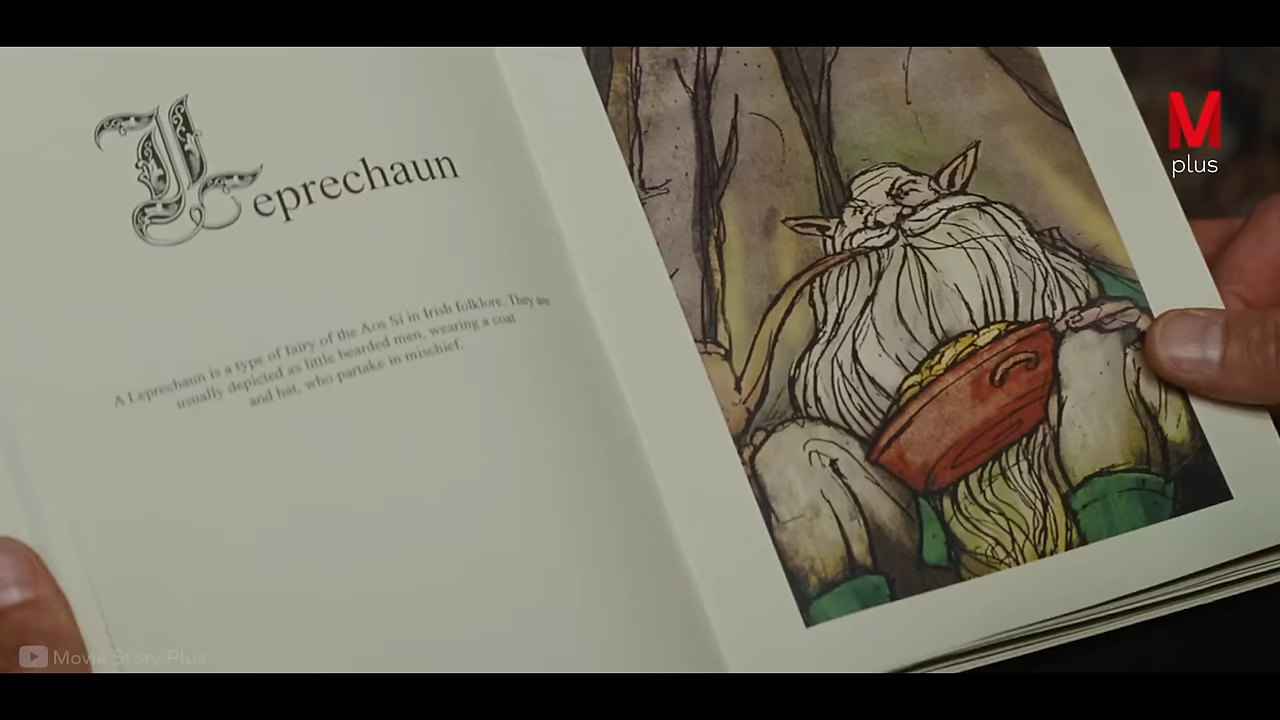 Leprechaun
A Leprechaun is a type of fairy of the Aos Sí in Irish folklore. They are
usually depicted as little bearded men, wearing a coat
and hat, who partake in mischief.
M
plus
Movie Story Plus